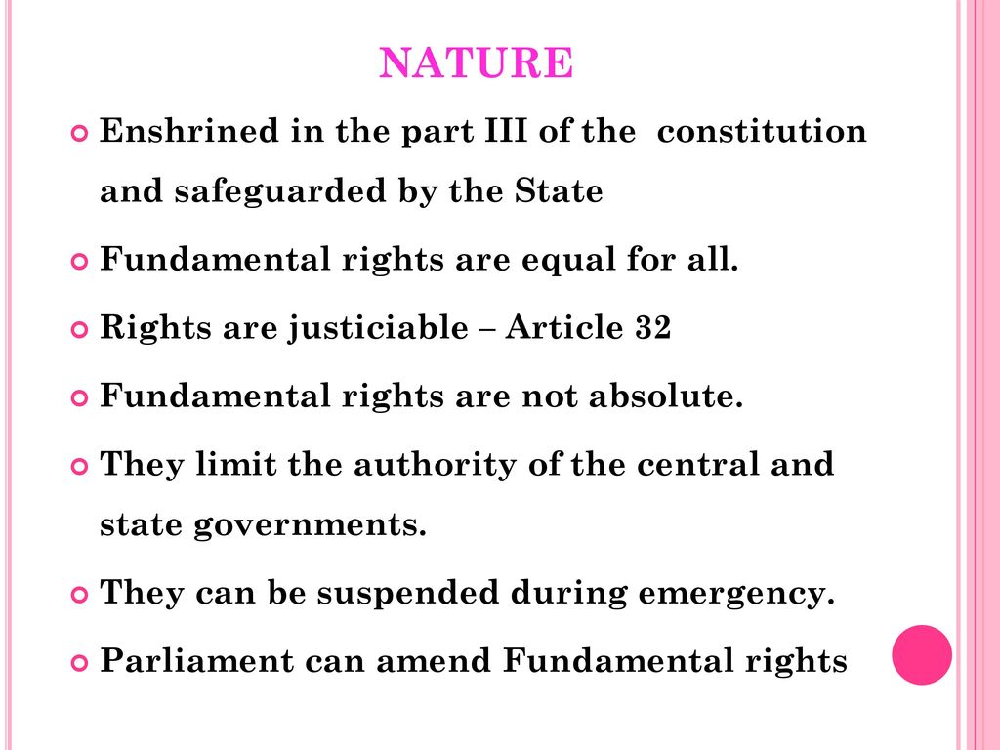 NATURE
Enshrined in the part III of the  constitution
and safeguarded by the State
Fundamental rights are equal for all.
Rights are justiciable – Article 32
Fundamental rights are not absolute.
They limit the authority of the central and
state governments.
They can be suspended during emergency.
Parliament can amend Fundamental rights